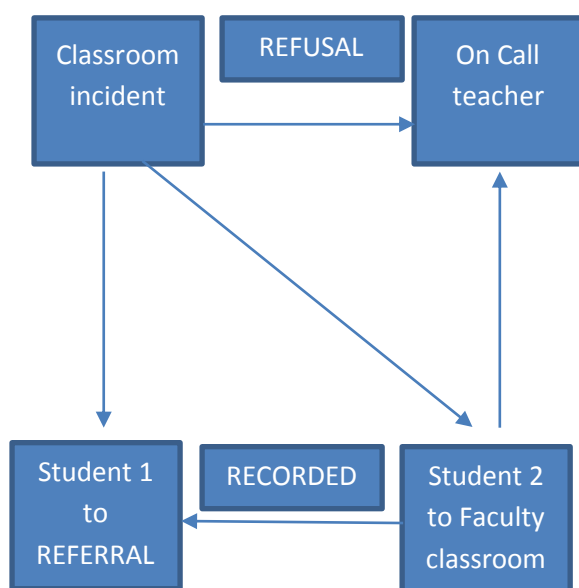 Classroom
incident
REFUSAL
On Call
teacher
Student 1
to
REFERRAL
RECORDED
Student 2
to Faculty
classroom